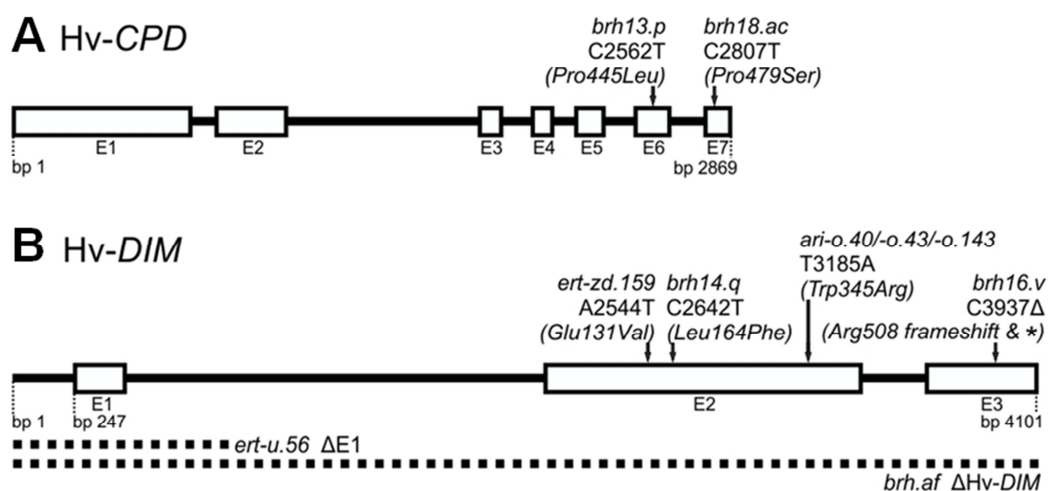 A Hv-CPD
brh13.p
C2562T
(Pro445Leu)
brh18.ac
C2807T
(Pro479Ser)
E1
E2
E3
E4
E5
E6
E7
bp 1
bp 2869
B Hv-DIM
ert-zd.159
A2544T
(Glu131Val)
brh14.q
C2642T
(Leu164Phe)
ari-o.40/-o.43/-o.143
T3185A
(Trp345Arg)
brh16.v
C3937Δ
(Arg508 frameshift & *)
E1
E2
E3
bp 1
bp 247
bp 4101
ert-u.56 ΔE1
brh.af ΔHv-DIM